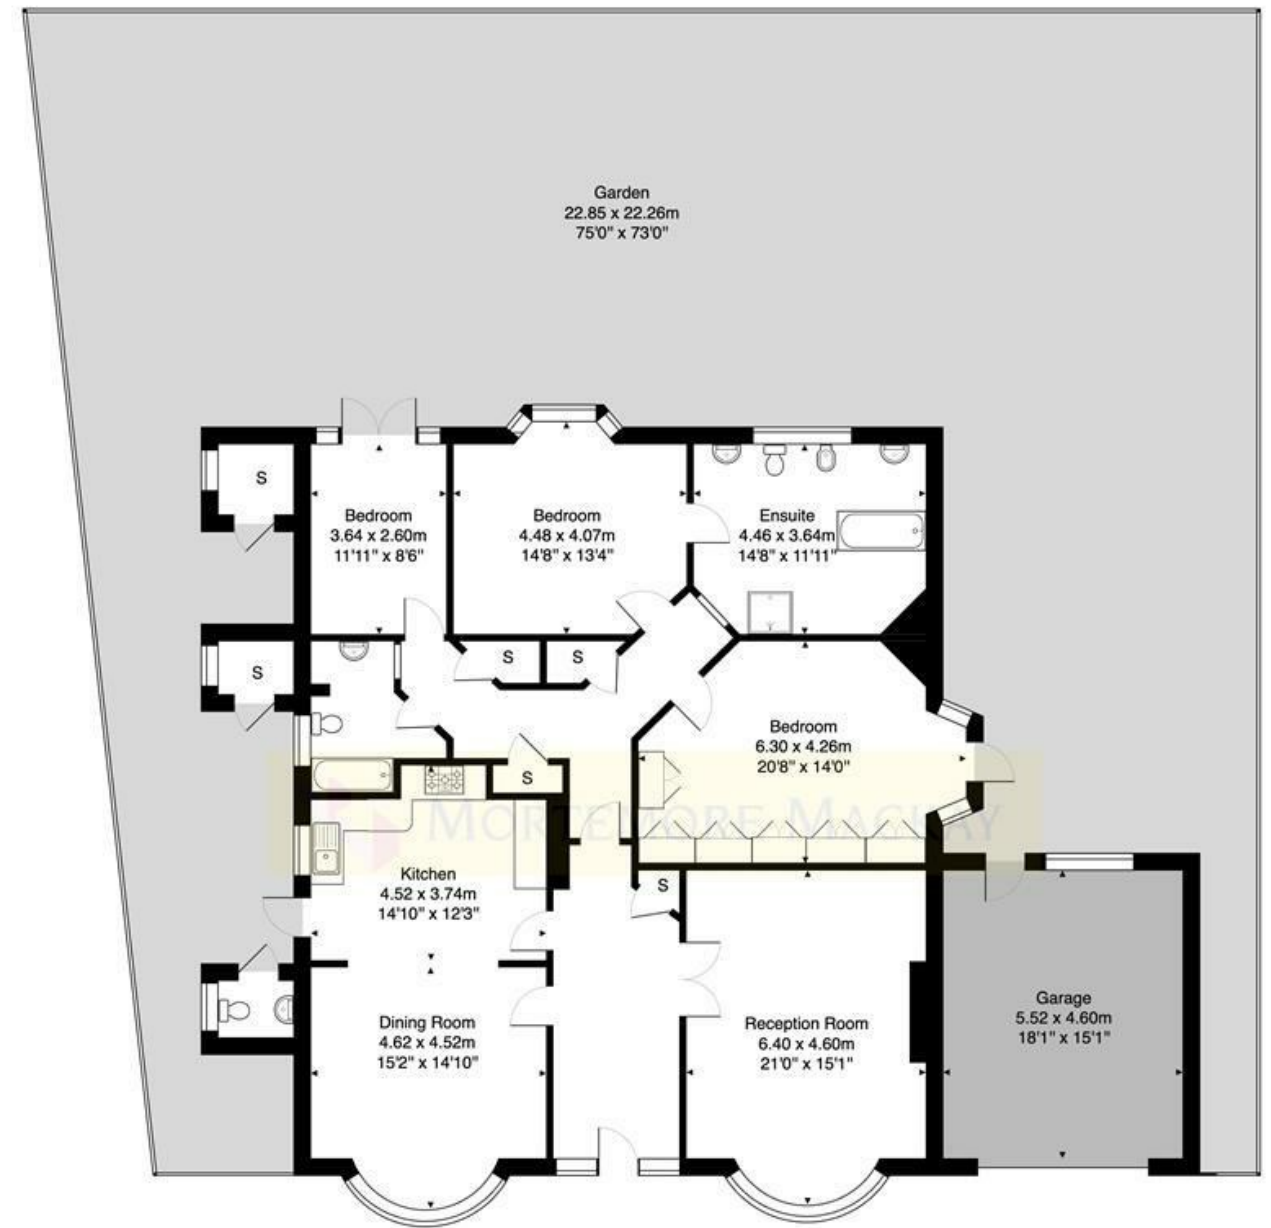 Garden
22.85 x 22.26m
75'0" x 73'0"
S
Bedroom
3.64 x 2.60m
11'11" x 8'6"
Bedroom
4.48 x 4.07m
14'8" x 13'4"
Ensuite
4.46 x 3.64m
14'8" x 11'11"
S
S
S
Bedroom
6.30 x 4.26m
20'8" x 14'0"
S
MORTEMORE MACKAY
Kitchen
4.52 x 3.74m
14'10" x 12'3"
S
Dining Room
4.62 x 4.52m
15'2" x 14'10"
Reception Room
6.40 x 4.60m
21'0" x 15'1"
Garage
5.52 x 4.60m
18'1" x 15'1"